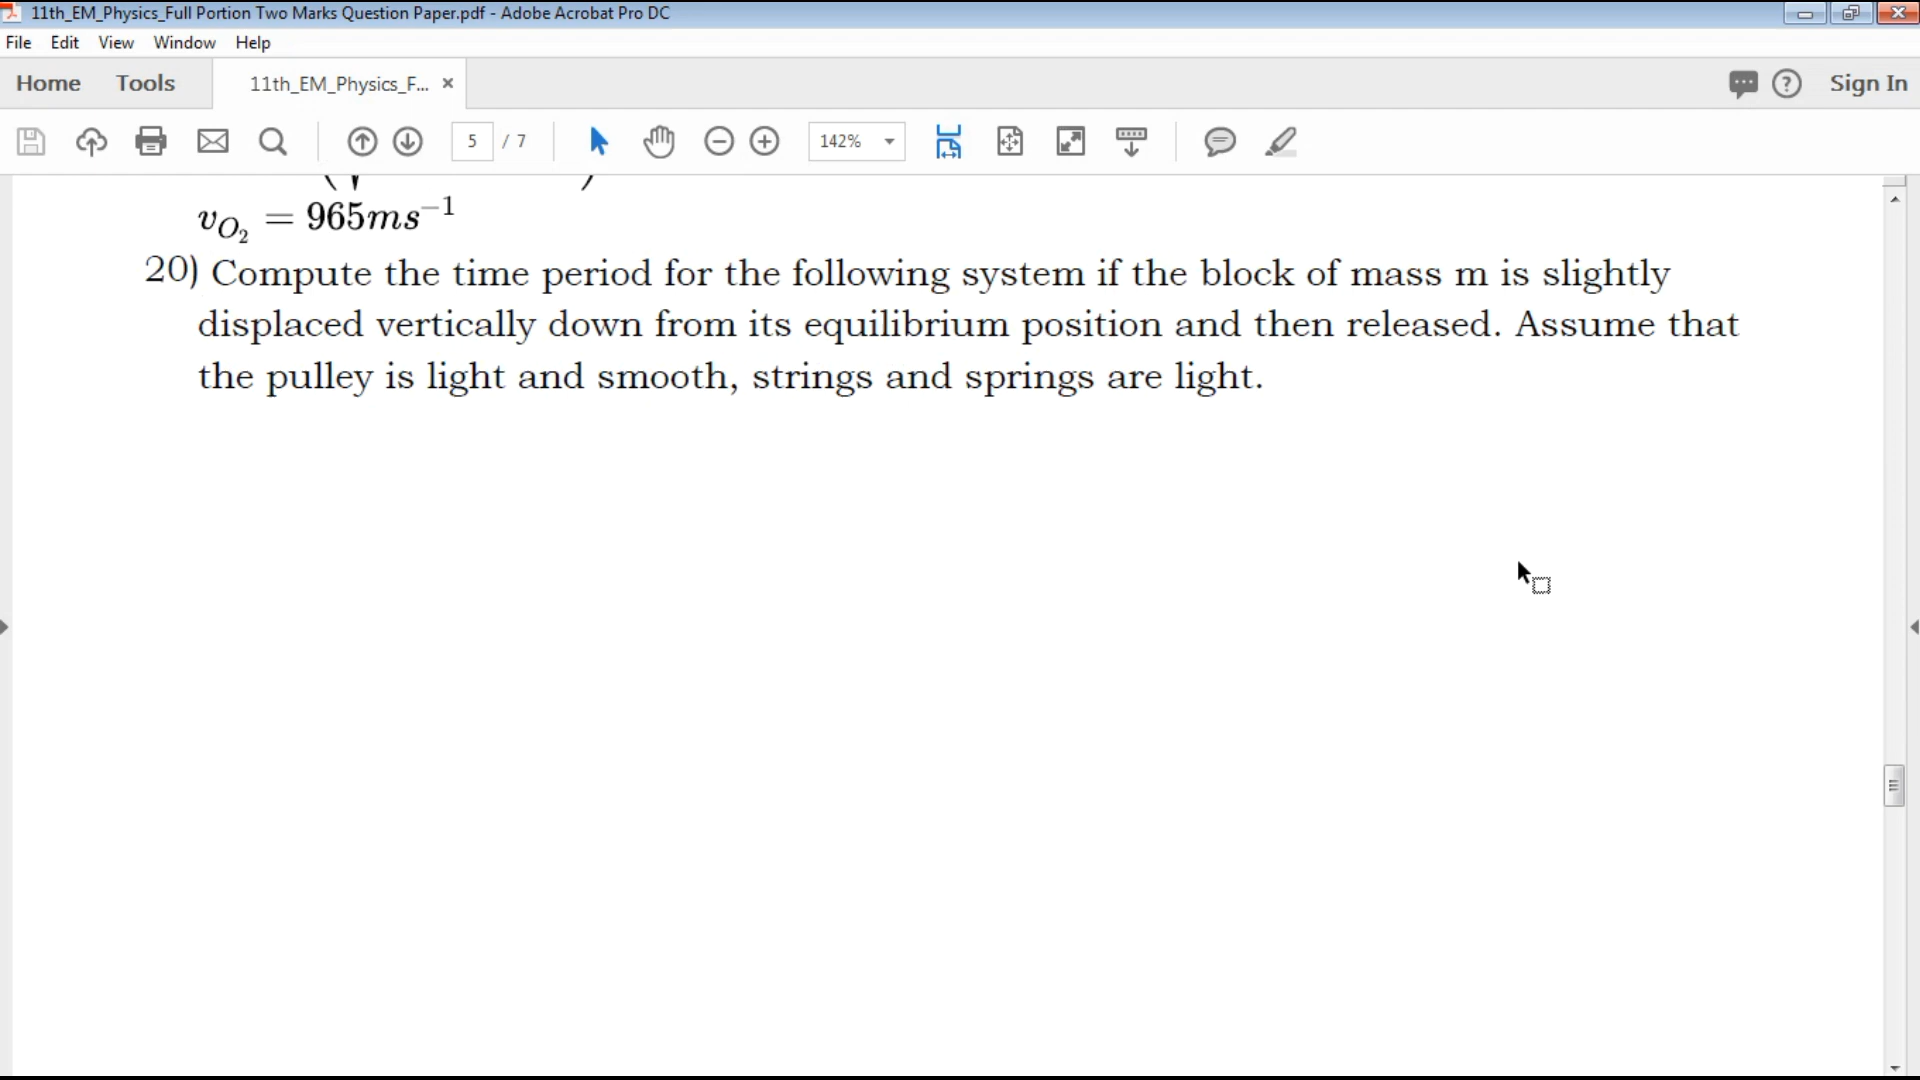 11th_EM_Physics_Full Portion Two Marks Question Paper.pdf - Adobe Acrobat Pro DC
File Edit View Window Help
Home Tools 11th_EM_Physics_F... × Sign In
5 / 7 142%
v_{O_2} = 965ms^{-1}
20) Compute the time period for the following system if the block of mass m is slightly
displaced vertically down from its equilibrium position and then released. Assume that
the pulley is light and smooth, strings and springs are light.